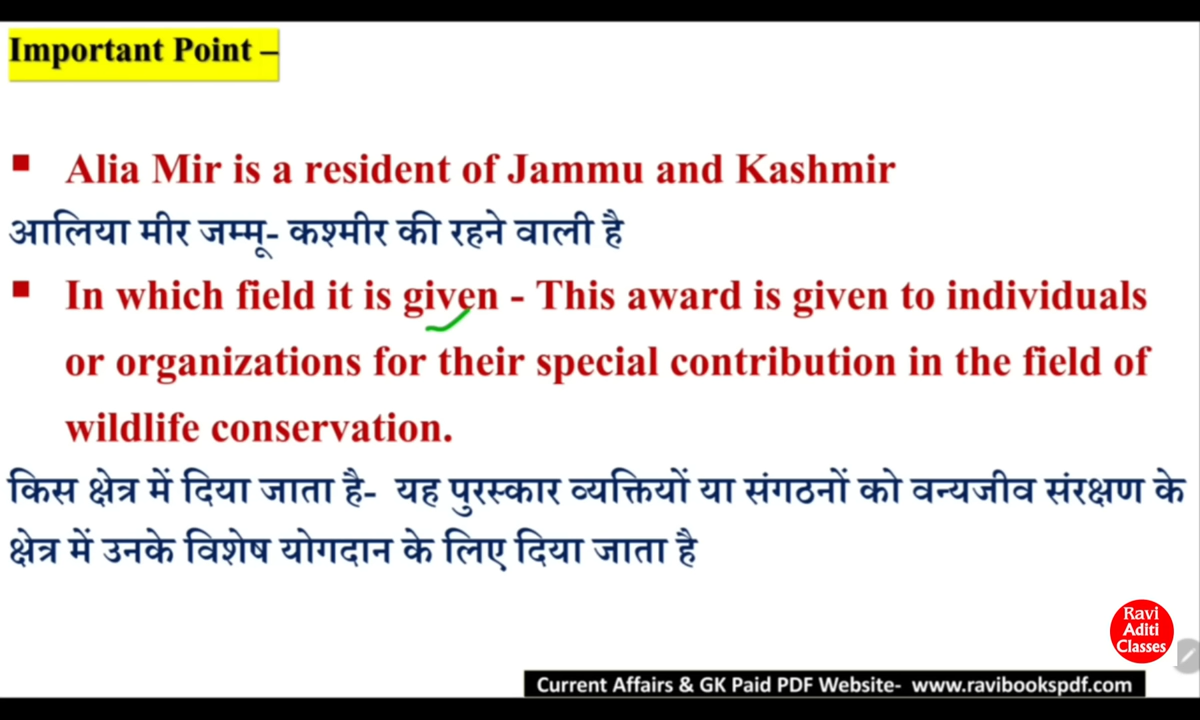 Important Point –
▪ Alia Mir is a resident of Jammu and Kashmir
आलिया मीर जम्मू- कश्मीर की रहने वाली है
▪ In which field it is given - This award is given to individuals
or organizations for their special contribution in the field of
wildlife conservation.
किस क्षेत्र में दिया जाता है- यह पुरस्कार व्यक्तियों या संगठनों को वन्यजीव संरक्षण के
क्षेत्र में उनके विशेष योगदान के लिए दिया जाता है
Ravi
Aditi
Classes
Current Affairs & GK Paid PDF Website- www.ravibookspdf.com